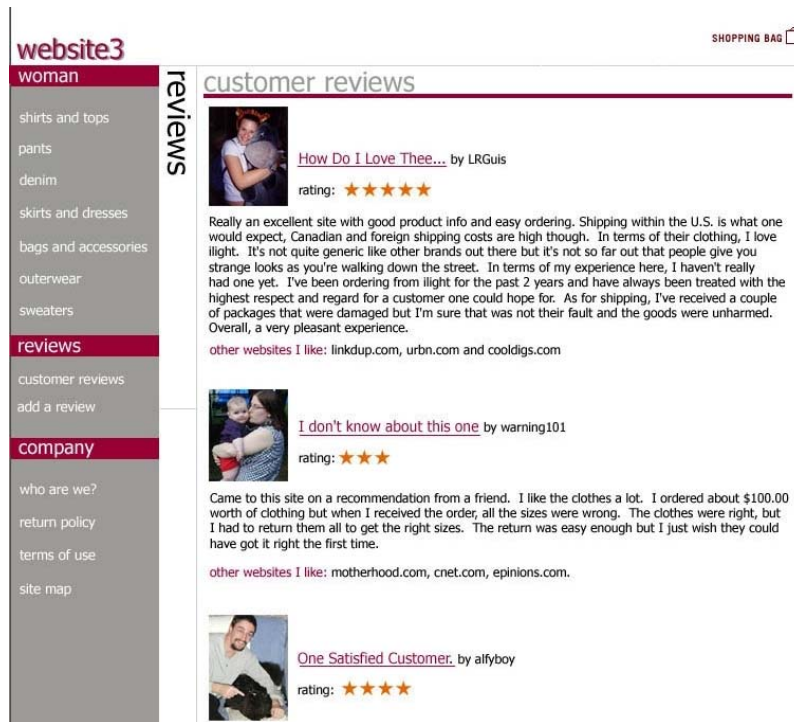 SHOPPING BAG
website3
woman
shirts and tops
pants
denim
skirts and dresses
bags and accessories
outerwear
sweaters
reviews
customer reviews
add a review
company
who are we?
return policy
terms of use
site map
reviews
customer reviews
How Do I Love Thee... by LRGuis
rating: ★★★★★
Really an excellent site with good product info and easy ordering. Shipping within the U.S. is what one
would expect, Canadian and foreign shipping costs are high though. In terms of their clothing, I love
ilight. It's not quite generic like other brands out there but it's not so far out that people give you
strange looks as you're walking down the street. In terms of my experience here, I haven't really
had one yet. I've been ordering from ilight for the past 2 years and have always been treated with the
highest respect and regard for a customer one could hope for. As for shipping, I've received a couple
of packages that were damaged but I'm sure that was not their fault and the goods were unharmed.
Overall, a very pleasant experience.
other websites I like: linkdup.com, urbn.com and cooldigs.com
I don't know about this one by warning101
rating: ★★★
Came to this site on a recommendation from a friend. I like the clothes a lot. I ordered about $100.00
worth of clothing but when I received the order, all the sizes were wrong. The clothes were right, but
I had to return them all to get the right sizes. The return was easy enough but I just wish they could
have got it right the first time.
other websites I like: motherhood.com, cnet.com, epinions.com.
One Satisfied Customer. by alfyboy
rating: ★★★★